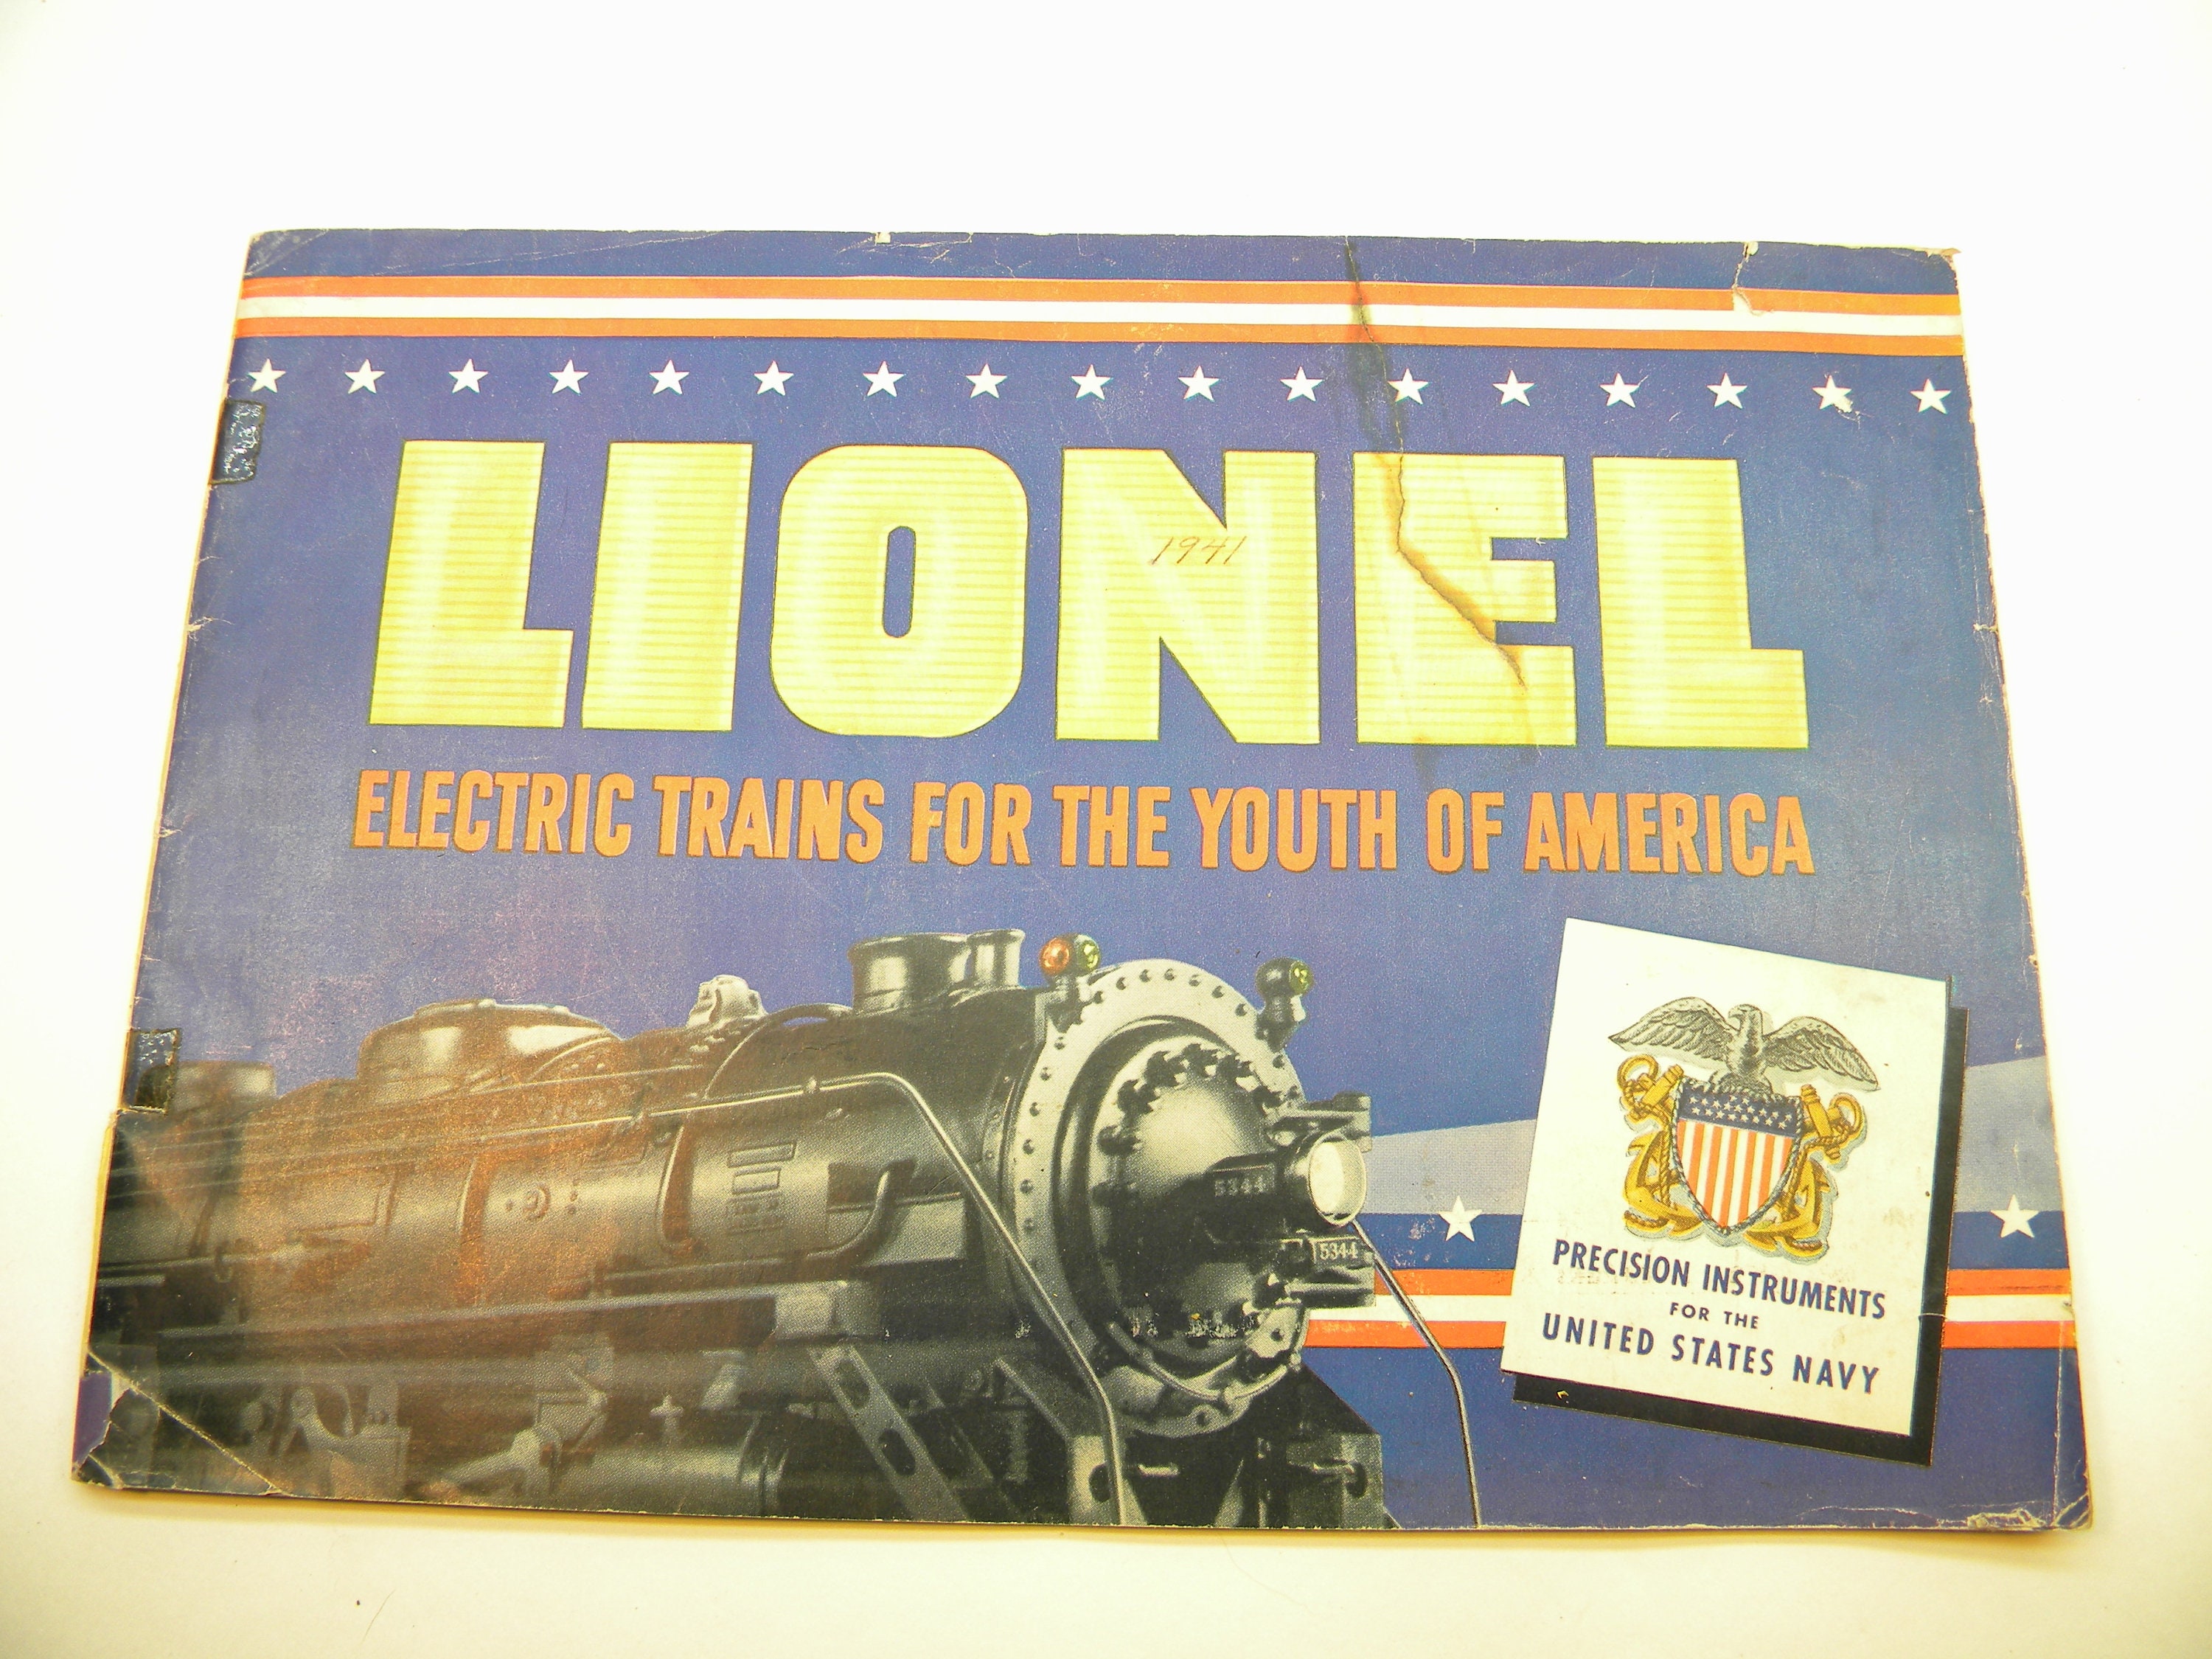 LIONEL
1941
ELECTRIC TRAINS FOR THE YOUTH OF AMERICA
5344
5344
PRECISION INSTRUMENTS
FOR THE
UNITED STATES NAVY